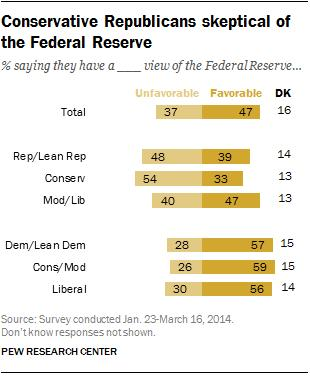 Conservative Republicans skeptical of
the Federal Reserve
% saying they have a ___ view of the Federal Reserve...
Unfavorable Favorable DK
Total 37 47 16
Rep/Lean Rep 48 39 14
Conserv 54 33 13
Mod/Lib 40 47 13
Dem/Lean Dem 28 57 15
Cons/Mod 26 59 15
Liberal 30 56 14
Source: Survey conducted Jan. 23-March 16, 2014.
Don't know responses not shown.
PEW RESEARCH CENTER